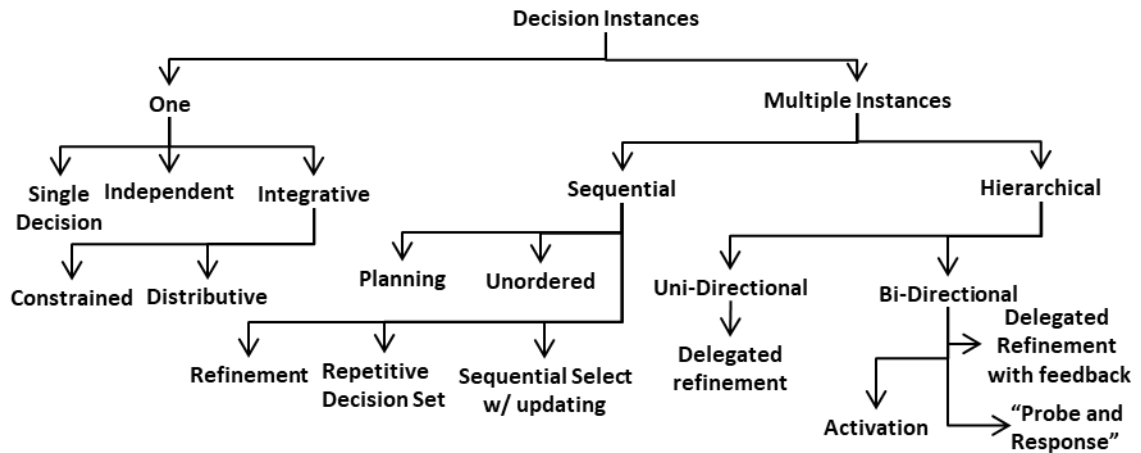 Decision Instances
One
Multiple Instances
Single
Decision
Independent
Integrative
Sequential
Hierarchical
Constrained
Distributive
Planning
Unordered
Uni-Directional
Bi-Directional
Refinement
Repetitive
Decision Set
Sequential Select
w/ updating
Delegated
refinement
Delegated
Refinement
with feedback
Activation
“Probe and
Response”